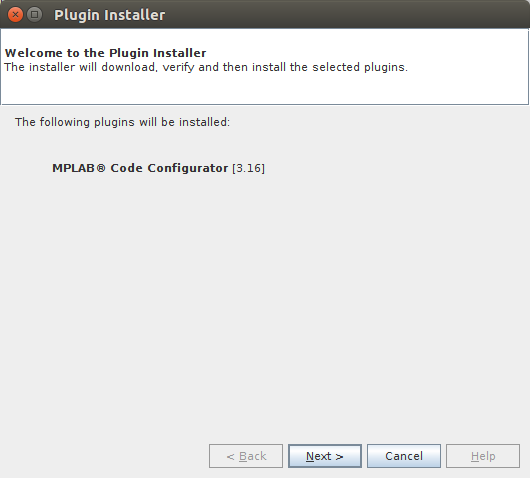 Plugin Installer
Welcome to the Plugin Installer
The installer will download, verify and then install the selected plugins.
The following plugins will be installed:
MPLAB® Code Configurator [3.16]
< Back Next > Cancel Help